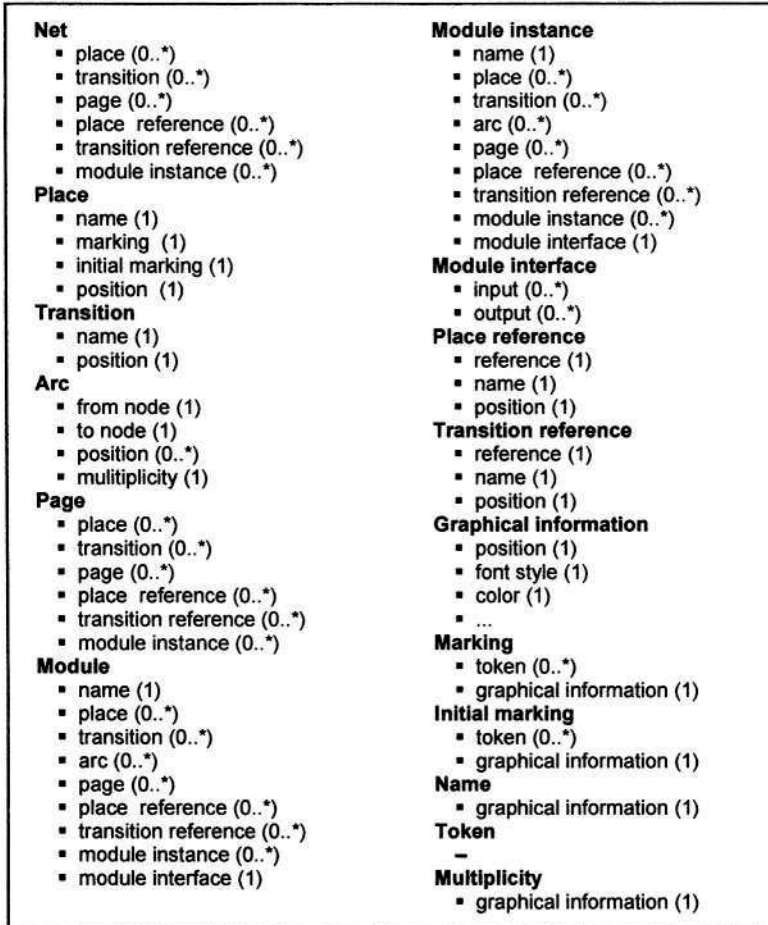 Net
▪ place (0..*)
▪ transition (0..*)
▪ page (0..*)
▪ place reference (0..*)
▪ transition reference (0..*)
▪ module instance (0..*)
Place
▪ name (1)
▪ marking (1)
▪ initial marking (1)
▪ position (1)
Transition
▪ name (1)
▪ position (1)
Arc
▪ from node (1)
▪ to node (1)
▪ position (0..*)
▪ mulitiplicity (1)
Page
▪ place (0..*)
▪ transition (0..*)
▪ page (0..*)
▪ place reference (0..*)
▪ transition reference (0..*)
▪ module instance (0..*)
Module
▪ name (1)
▪ place (0..*)
▪ transition (0..*)
▪ arc (0..*)
▪ page (0..*)
▪ place reference (0..*)
▪ transition reference (0..*)
▪ module instance (0..*)
▪ module interface (1)
Module instance
▪ name (1)
▪ place (0..*)
▪ transition (0..*)
▪ arc (0..*)
▪ page (0..*)
▪ place reference (0..*)
▪ transition reference (0..*)
▪ module instance (0..*)
▪ module interface (1)
Module interface
▪ input (0..*)
▪ output (0..*)
Place reference
▪ reference (1)
▪ name (1)
▪ position (1)
Transition reference
▪ reference (1)
▪ name (1)
▪ position (1)
Graphical information
▪ position (1)
▪ font style (1)
▪ color (1)
▪ ...
Marking
▪ token (0..*)
▪ graphical information (1)
Initial marking
▪ token (0..*)
▪ graphical information (1)
Name
▪ graphical information (1)
Token
–
Multiplicity
▪ graphical information (1)